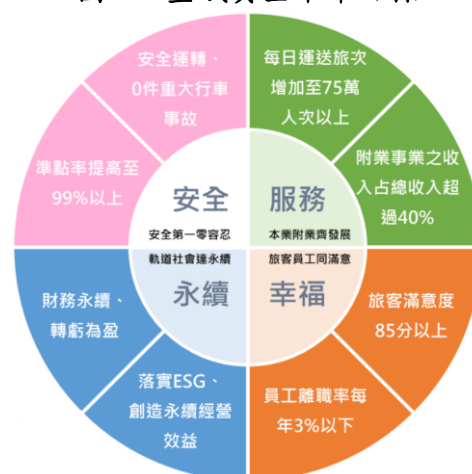 安全運轉、
0件重大行車
事故
每日運送旅次
增加至75萬
人次以上
準點率提高至
99%以上
附業事業之收
入占總收入超
過40%
安全
安全第一零容忍
服務
本業附業齊發展
軌道社會達永續
永續
旅客員工同滿意
幸福
財務永續、
轉虧為盈
旅客滿意度
85分以上
落實ESG、
創造永續經營
效益
員工離職率每
年3%以下